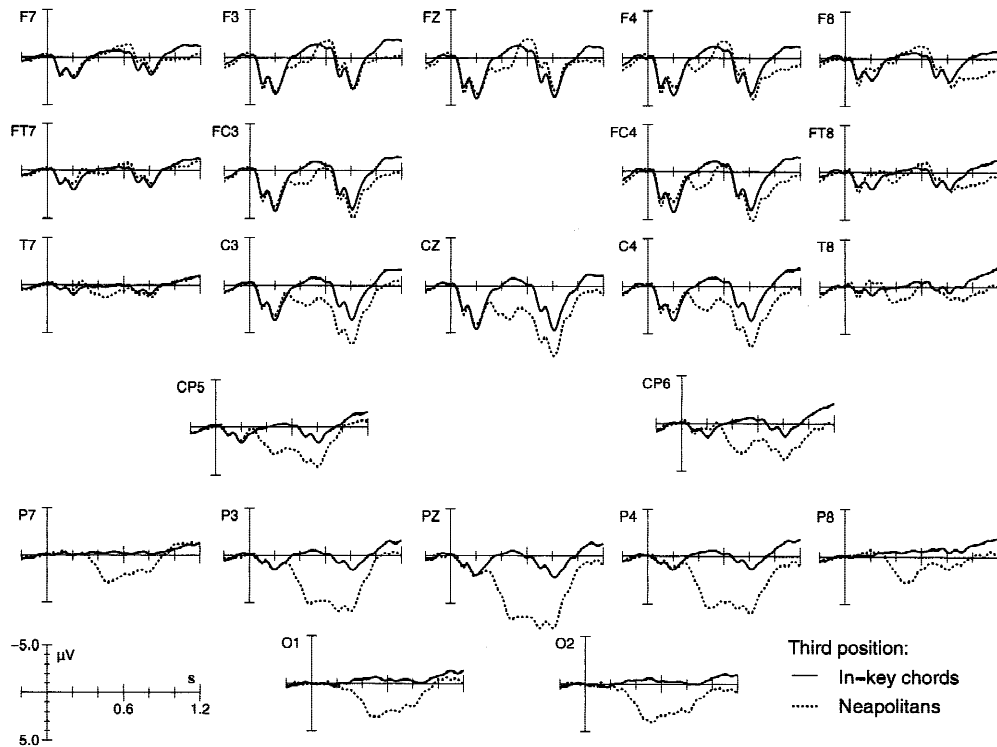 F7 F3 FZ F4 F8
FT7 FC3 FC4 FT8
T7 C3 CZ C4 T8
CP5 CP6
P7 P3 PZ P4 P8
O1 O2
−5.0 µV
s
0.6 1.2
5.0
Third position:
In−key chords
Neapolitans